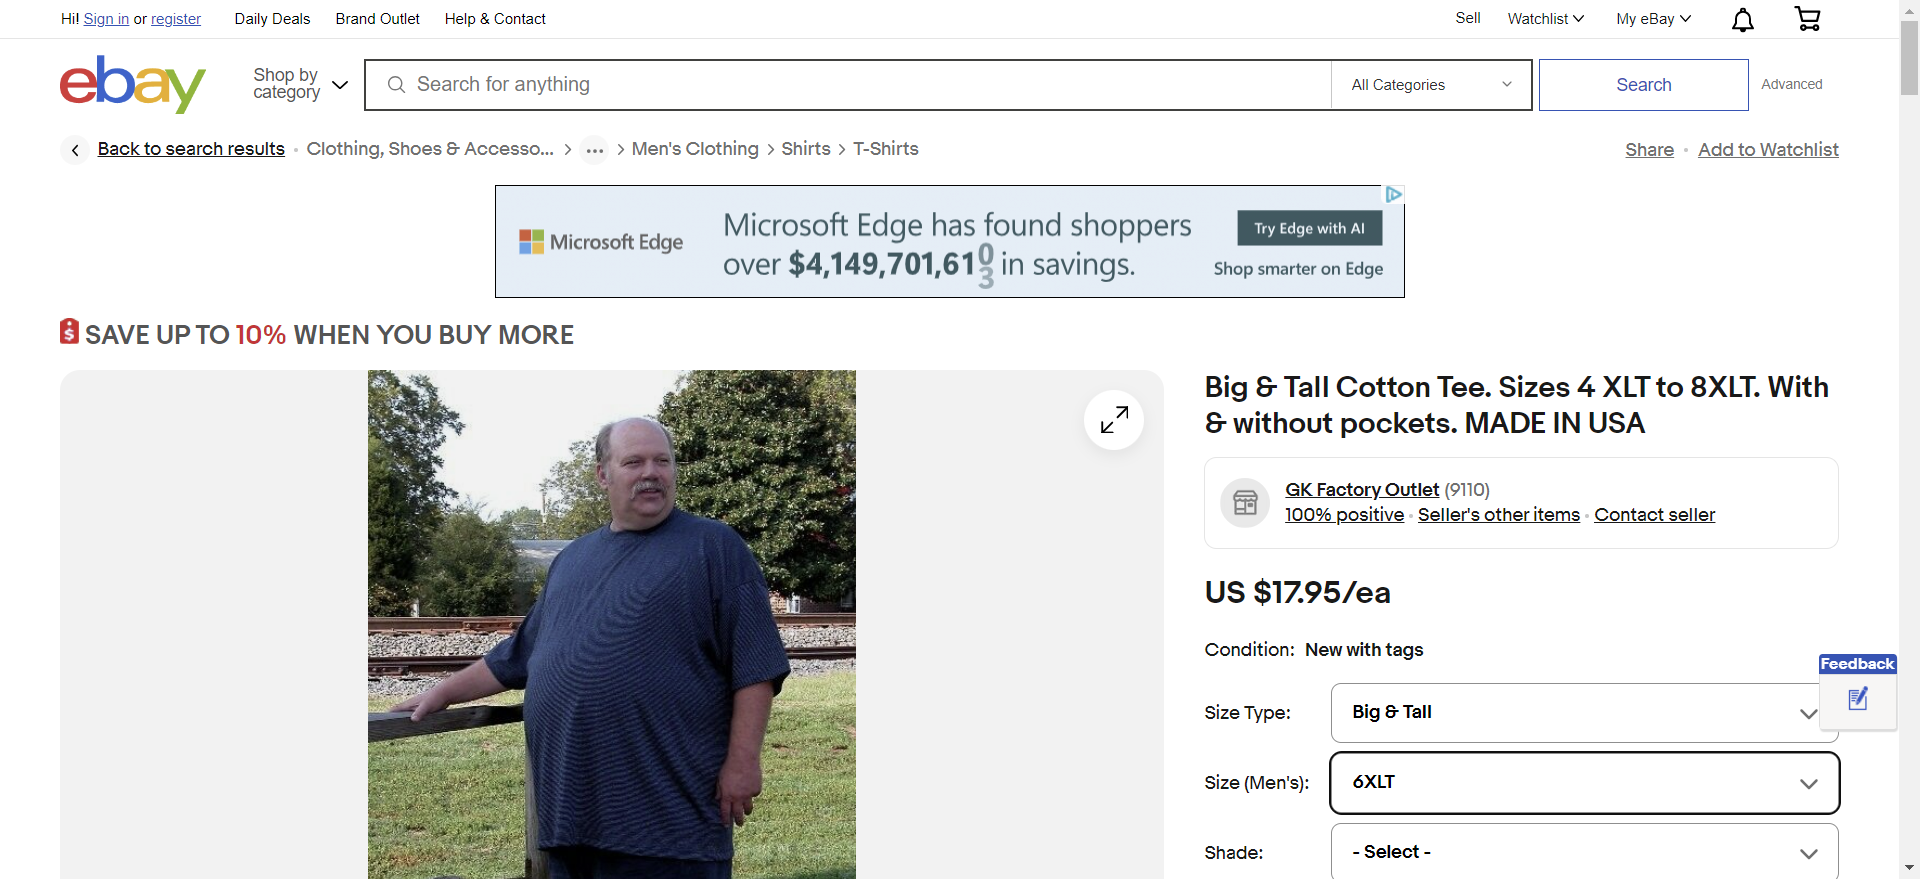 Hi! Sign in or register
Daily Deals
Brand Outlet
Help & Contact
Sell
Watchlist
My eBay
ebay
Shop by
category
Search for anything
All Categories
Search
Advanced
Back to search results
Clothing, Shoes & Accesso... > ... > Men's Clothing > Shirts > T-Shirts
Share
Add to Watchlist
Microsoft Edge
Microsoft Edge has found shoppers
over $4,149,701,61 in savings.
Try Edge with AI
Shop smarter on Edge
SAVE UP TO 10% WHEN YOU BUY MORE
Big & Tall Cotton Tee. Sizes 4 XLT to 8XLT. With
& without pockets. MADE IN USA
GK Factory Outlet (9110)
100% positive · Seller's other items · Contact seller
US $17.95/ea
Condition: New with tags
Feedback
Size Type: Big & Tall
Size (Men's): 6XLT
Shade: - Select -